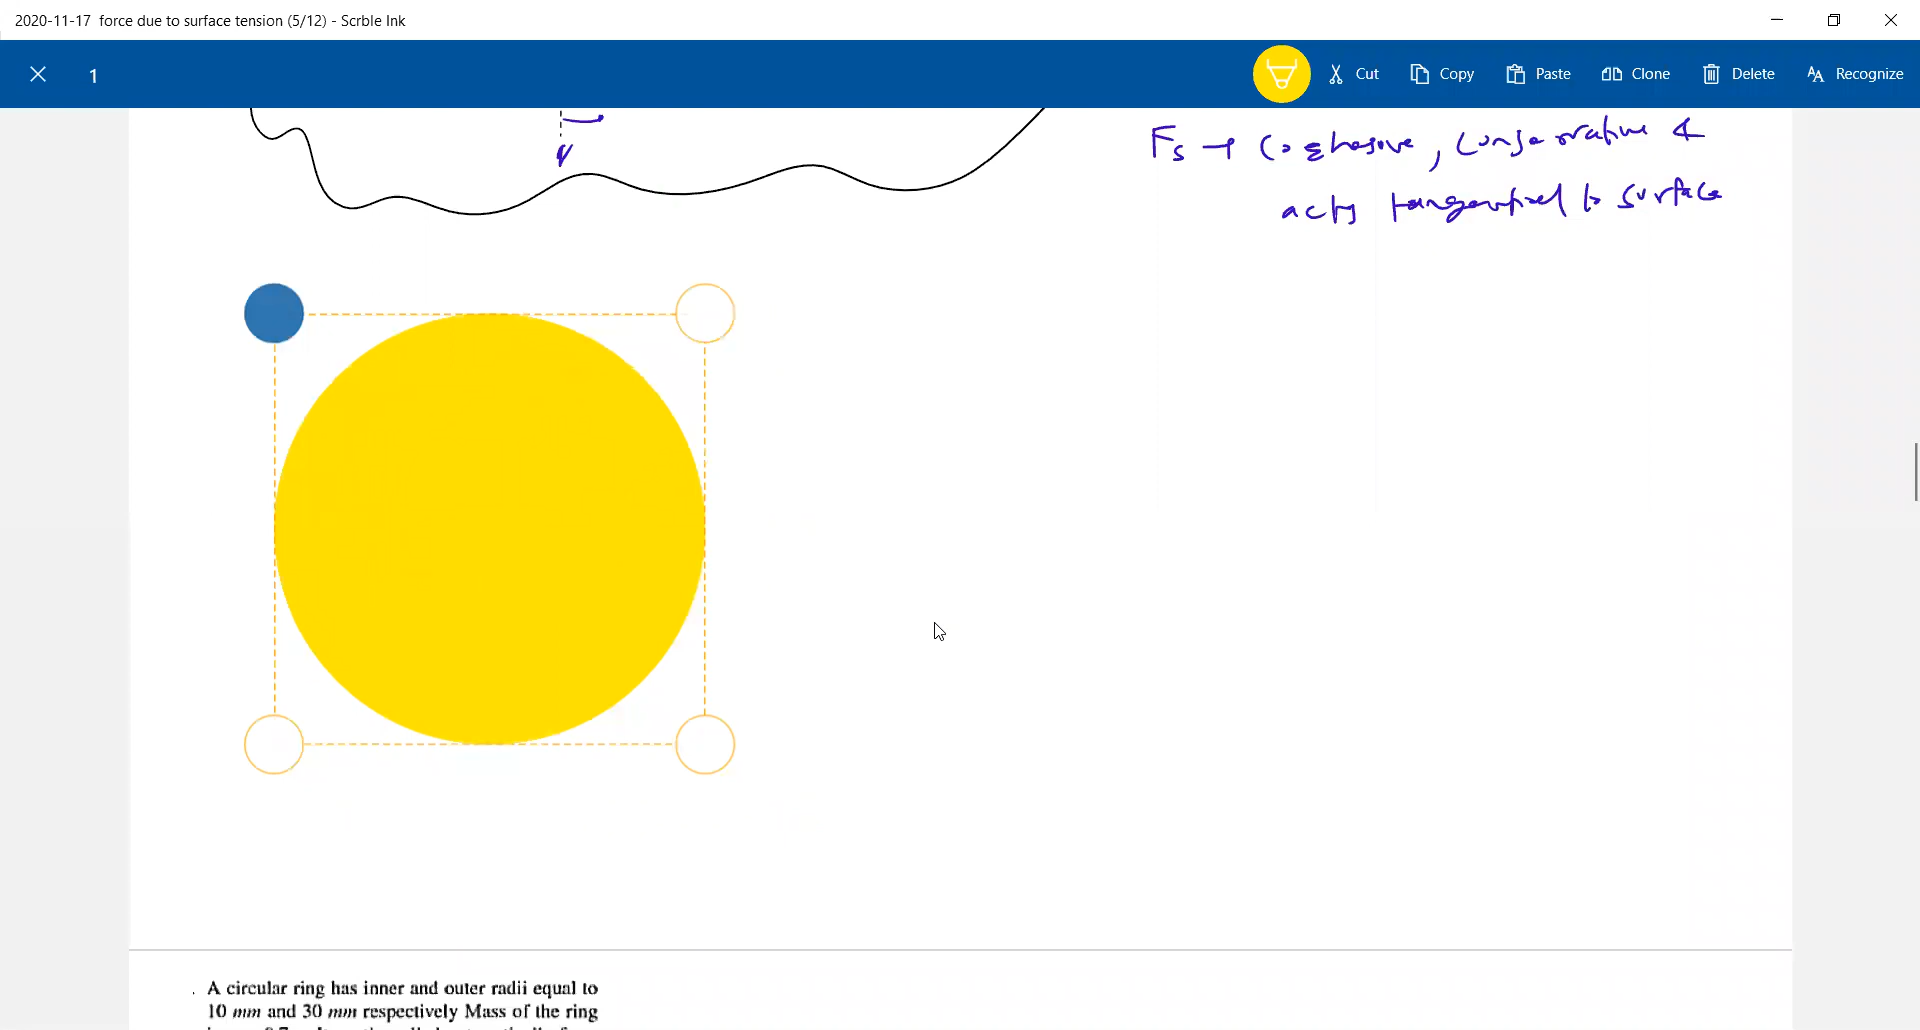 2020-11-17 force due to surface tension (5/12) - Scrble Ink
1 Cut Copy Paste Clone Delete Recognize
Fs → Cohesive, conservative &
acts tangential to surface
A circular ring has inner and outer radii equal to
10 mm and 30 mm respectively Mass of the ring